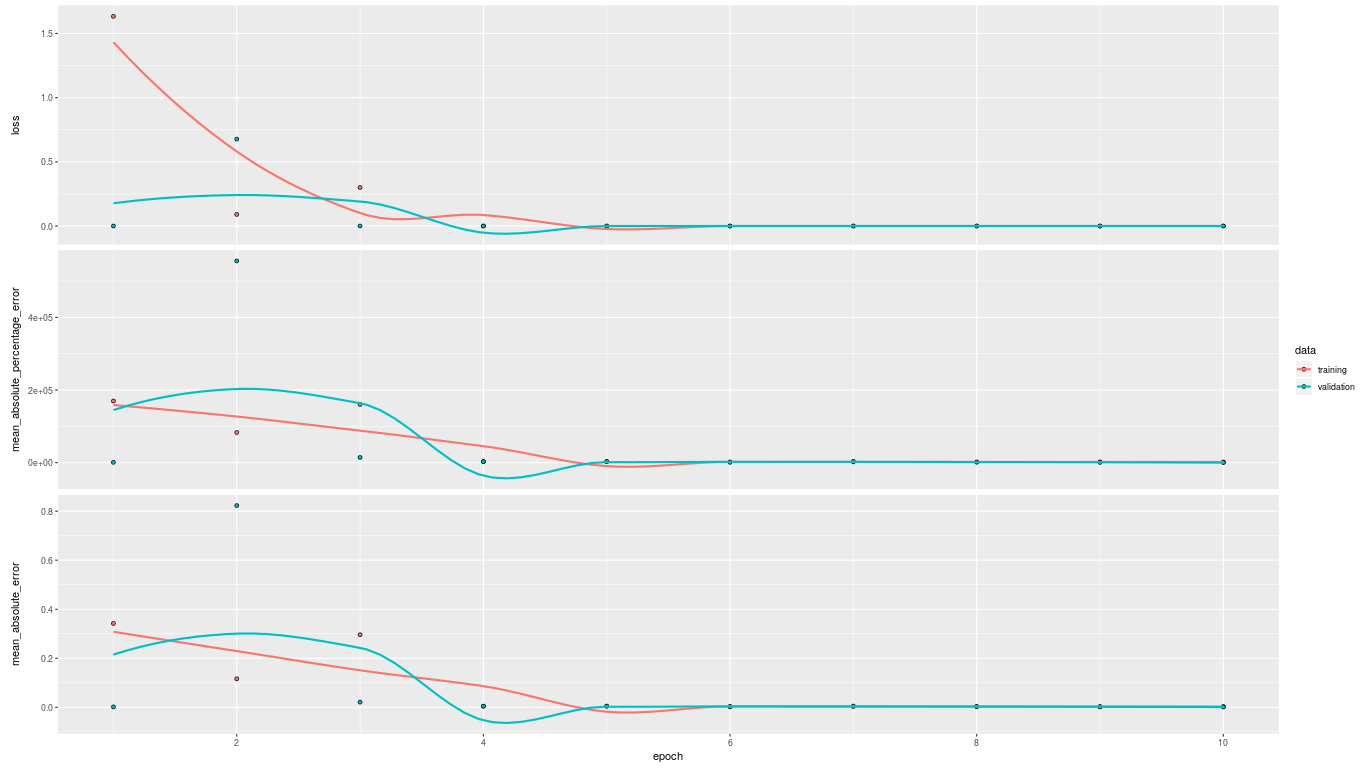 loss
1.5
1.0
0.5
0.0
mean_absolute_percentage_error
4e+05
2e+05
0e+00
mean_absolute_error
0.8
0.6
0.4
0.2
0.0
2
4
6
8
10
epoch
data
training
validation